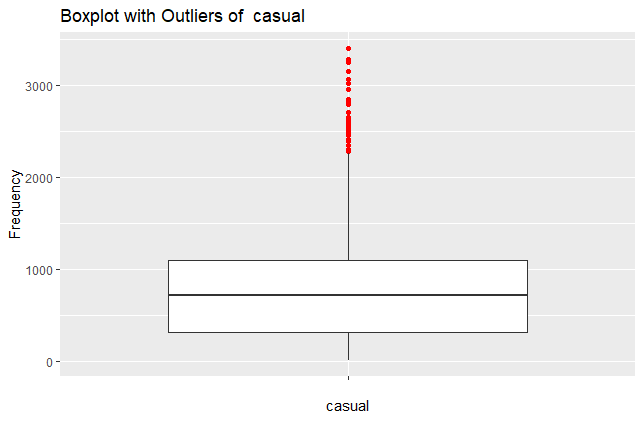 Boxplot with Outliers of  casual
Frequency
3000
2000
1000
0
casual